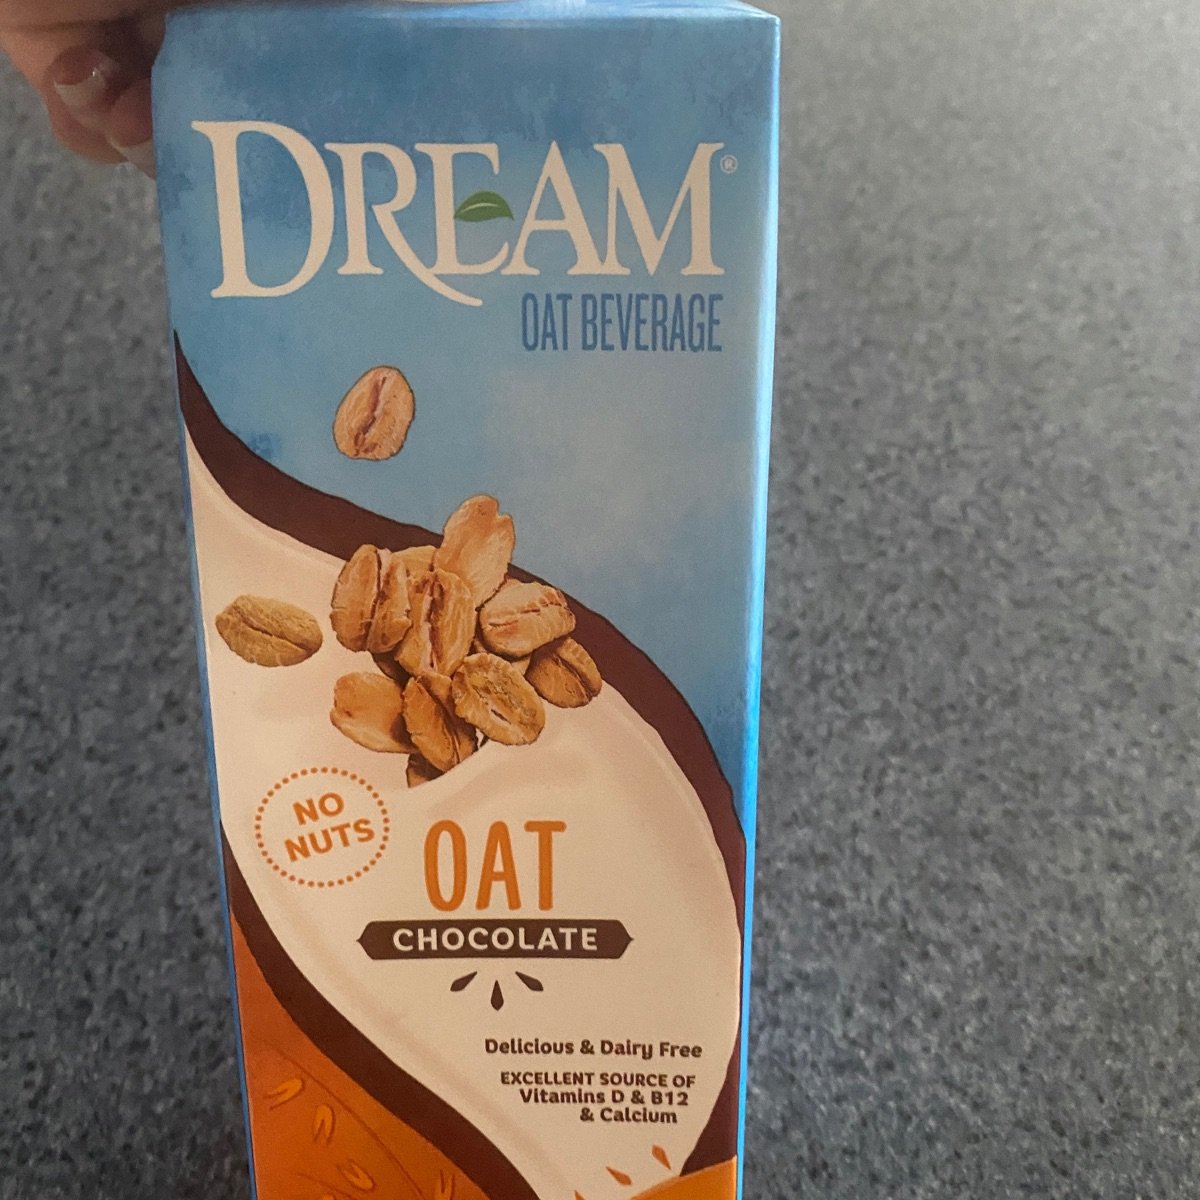 DREAM®
OAT BEVERAGE
NO
NUTS
OAT
CHOCOLATE
Delicious & Dairy Free
EXCELLENT SOURCE OF
Vitamins D & B12
& Calcium